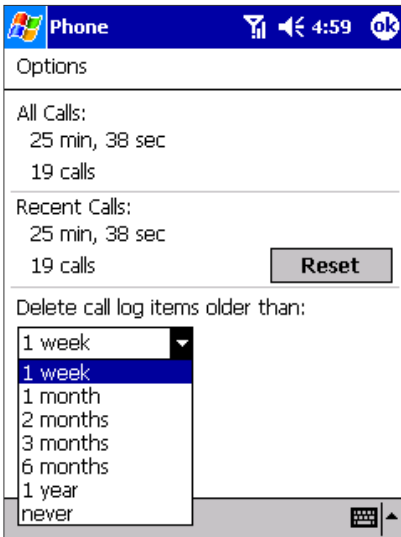 Phone 4:59 ok
Options
All Calls:
25 min, 38 sec
19 calls
Recent Calls:
25 min, 38 sec
19 calls Reset
Delete call log items older than:
1 week
1 week
1 month
2 months
3 months
6 months
1 year
never